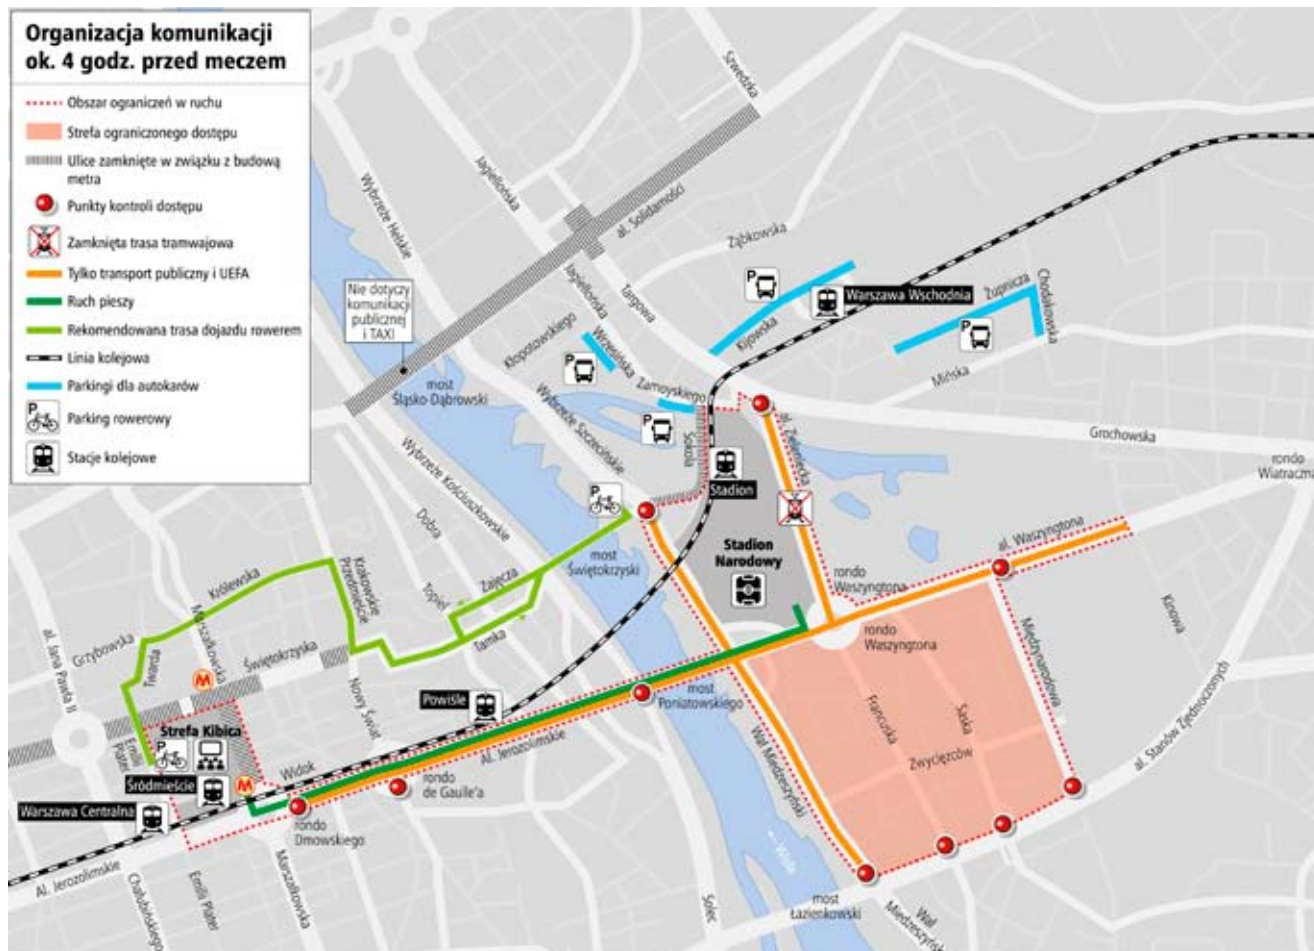 Organizacja komunikacji
ok. 4 godz. przed meczem
Obszar ograniczeń w ruchu
Strefa ograniczonego dostępu
Ulice zamknięte w związku z budową
metra
Punkty kontroli dostępu
Zamknięta trasa tramwajowa
Tylko transport publiczny i UEFA
Ruch pieszy
Rekomendowana trasa dojazdu rowerem
Linia kolejowa
Parkingi dla autokarów
P
Parking rowerowy
Stacje kolejowe
Szwedzka
Jagiellońska
Wybrzeże Helskie
al. Solidarności
Ząbkowska
Nie dotyczy
komunikacji
publicznej
i TAXI
Jagiellońska
Targowa
P
Warszawa Wschodnia
Kijowska
Żupnicza
Chodakowska
P
Mińska
Kłopotowskiego
Wrzesińska
P
Zamoyskiego
P
most
Śląsko-Dąbrowski
Wybrzeże Szczecińskie
Wybrzeże Kościuszkowskie
Sokola
al. Zieleniecka
Grochowska
rondo
Wiatraczna
Stadion
P
Stadion
Narodowy
al. Waszyngtona
rondo
Waszyngtona
rondo
Waszyngtona
most
Świętokrzyski
Dobra
Zajęcza
Topiel
Tamka
Królewska
Krakowskie
Przedmieście
Marszałkowska
Grzybowska
Twarda
Świętokrzyska
M
al. Jana Pawła II
Nowy Świat
Powiśle
most
Poniatowskiego
Kinowa
Międzynarodowa
al. Stanów Zjednoczonych
Francuska
Saska
Zwycięzców
Wał Miedzeszyński
Emilii
Plater
Strefa Kibica
P
Śródmieście
M
Widok
Al. Jerozolimskie
rondo
de Gaulle'a
Warszawa Centralna
rondo
Dmowskiego
Al. Jerozolimskie
Chałubińskiego
Emilii Plater
Marszałkowska
Solec
Wisła
most
Łazienkowski
Wał
Miedzeszyński